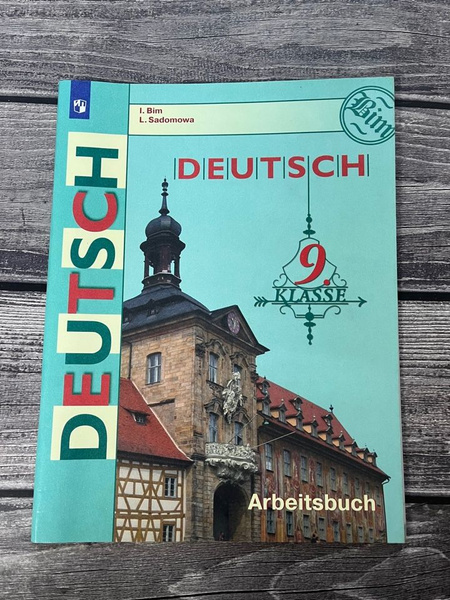 I. Bim
L. Sadomowa
Bim
DEUTSCH
9.
KLASSE
DEUTSCH
Arbeitsbuch